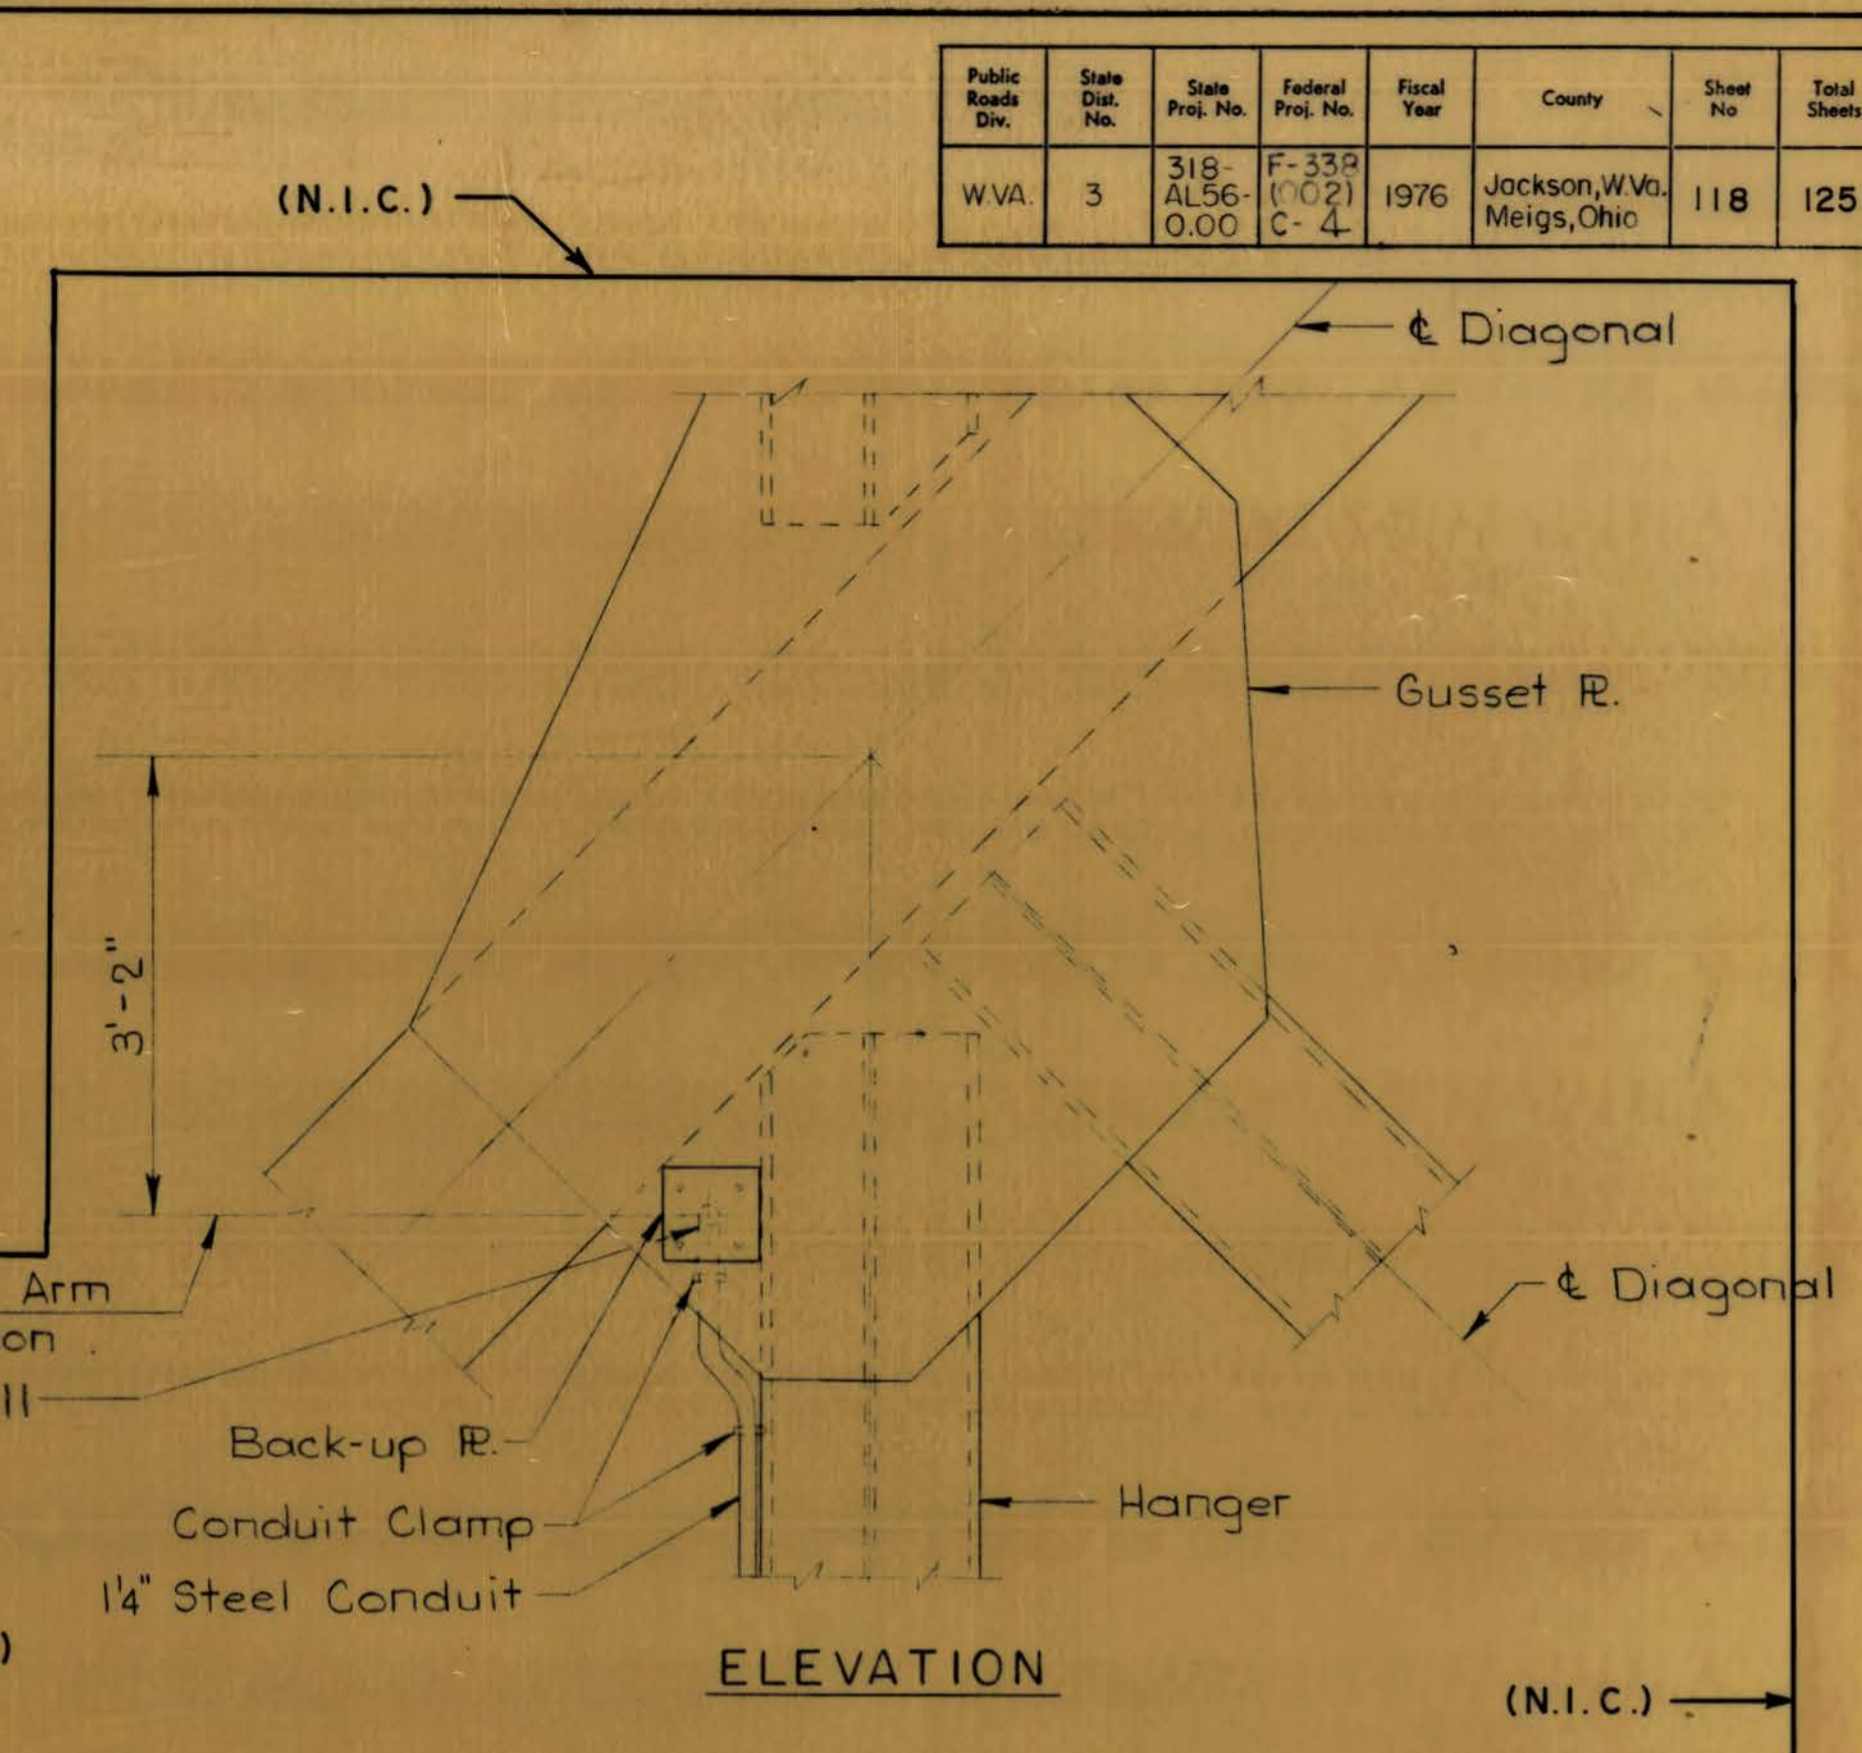 Public Roads Div.
State Dist. No.
State Proj. No.
Federal Proj. No.
Fiscal Year
County
Sheet No
Total Sheets
W.VA.
3
318-AL56-0.00
F-338(002)C-4
1976
Jackson,W.Va.
Meigs,Ohio
118
125
(N.I.C.)
℄ Diagonal
Gusset PL.
3'-2"
Arm
on
ll
℄ Diagonal
Back-up PL.
Conduit Clamp
Hanger
1¼" Steel Conduit
)
ELEVATION
(N.I.C.)